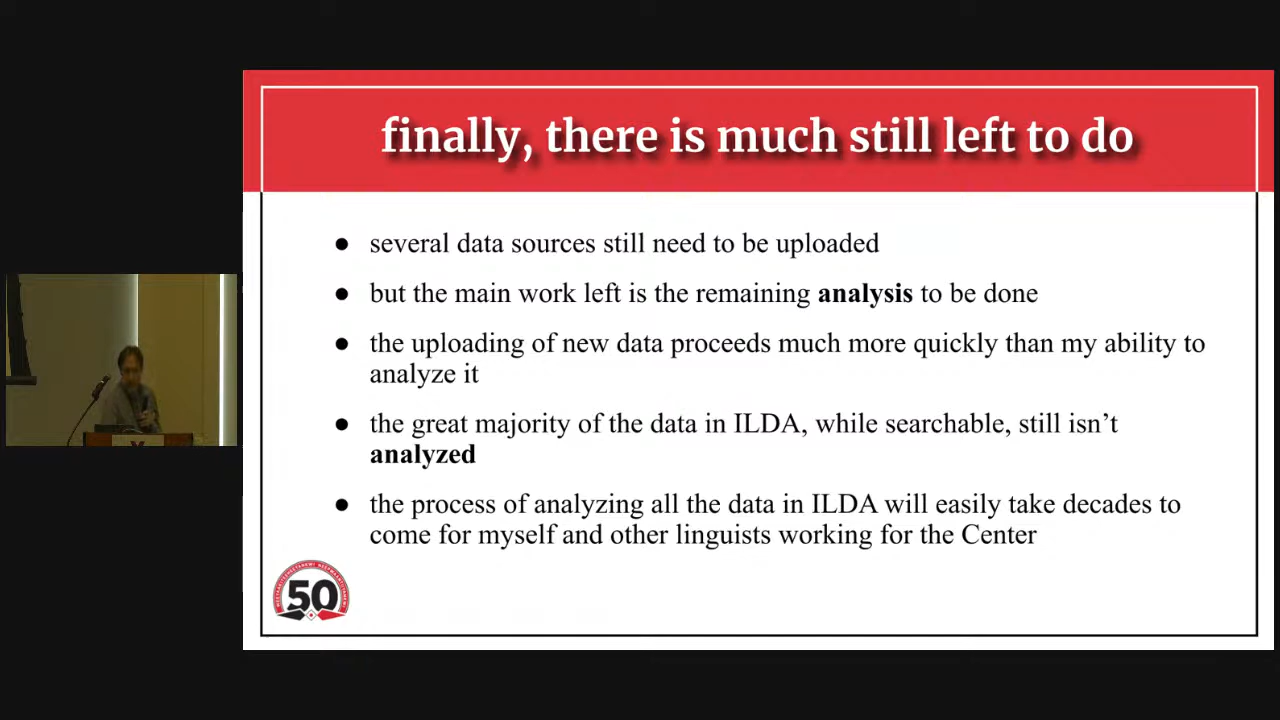 finally, there is much still left to do
● several data sources still need to be uploaded
● but the main work left is the remaining analysis to be done
● the uploading of new data proceeds much more quickly than my ability to
analyze it
● the great majority of the data in ILDA, while searchable, still isn’t
analyzed
● the process of analyzing all the data in ILDA will easily take decades to
come for myself and other linguists working for the Center
50